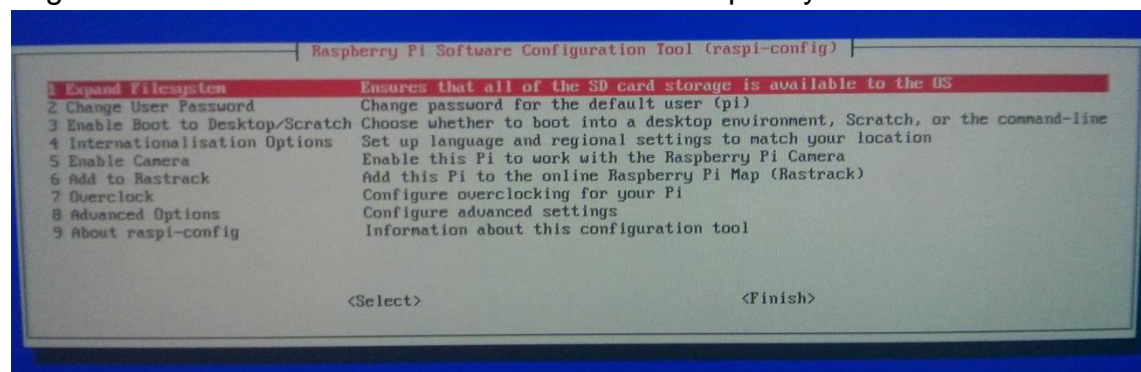 Raspberry Pi Software Configuration Tool (raspi-config)
1 Expand Filesystem Ensures that all of the SD card storage is available to the OS
2 Change User Password Change password for the default user (pi)
3 Enable Boot to Desktop/Scratch Choose whether to boot into a desktop environment, Scratch, or the command-line
4 Internationalisation Options Set up language and regional settings to match your location
5 Enable Camera Enable this Pi to work with the Raspberry Pi Camera
6 Add to Rastrack Add this Pi to the online Raspberry Pi Map (Rastrack)
7 Overclock Configure overclocking for your Pi
8 Advanced Options Configure advanced settings
9 About raspi-config Information about this configuration tool
<Select> <Finish>